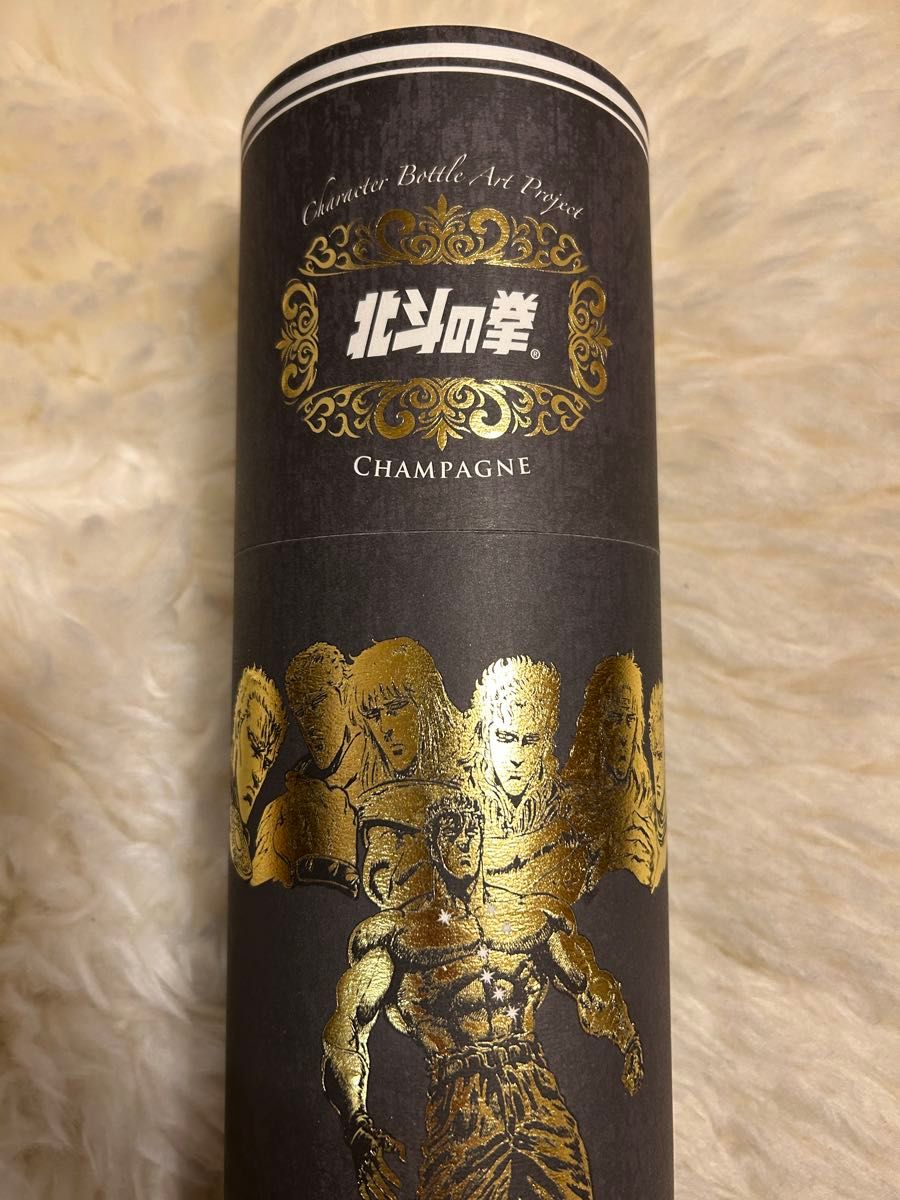 Character Bottle Art Project
北斗の拳®
CHAMPAGNE